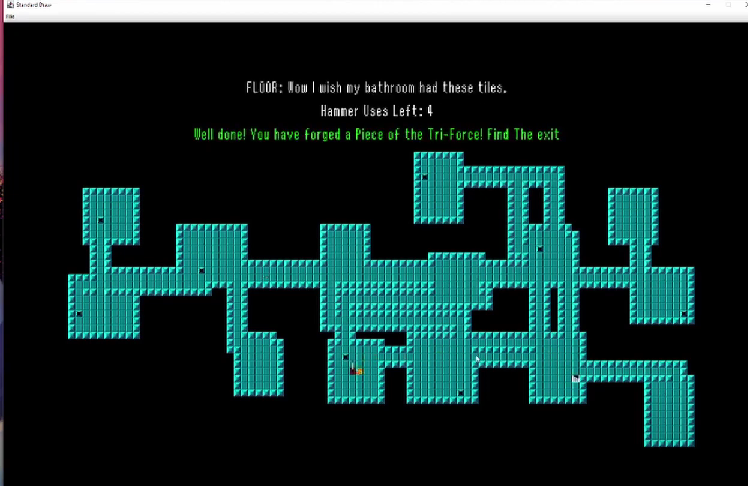 FLOOR: Wow I wish my bathroom had these tiles.
Hammer Uses Left: 4
Well done! You have forged a Piece of the Tri-Force! Find The exit